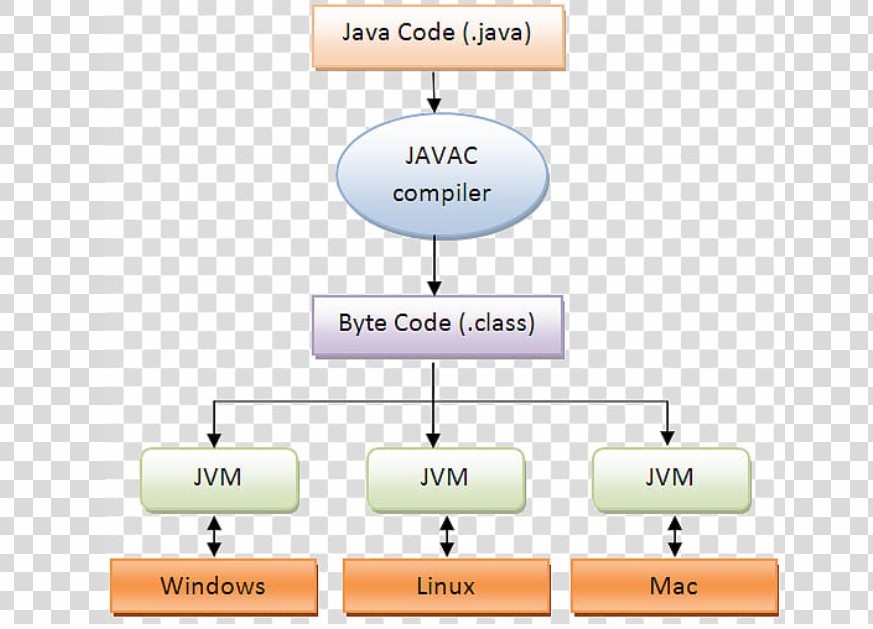 Java Code (.java)
JAVAC
compiler
Byte Code (.class)
JVM
JVM
JVM
Windows
Linux
Mac